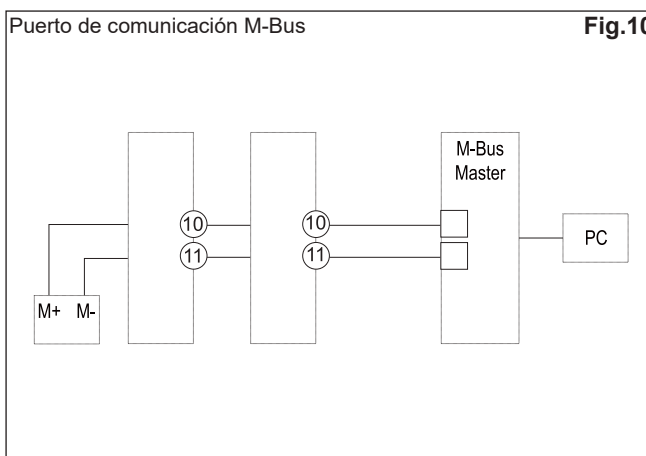 Puerto de comunicación M-Bus
Fig.10
M-Bus
Master
10
10
PC
11
11
M+ M-